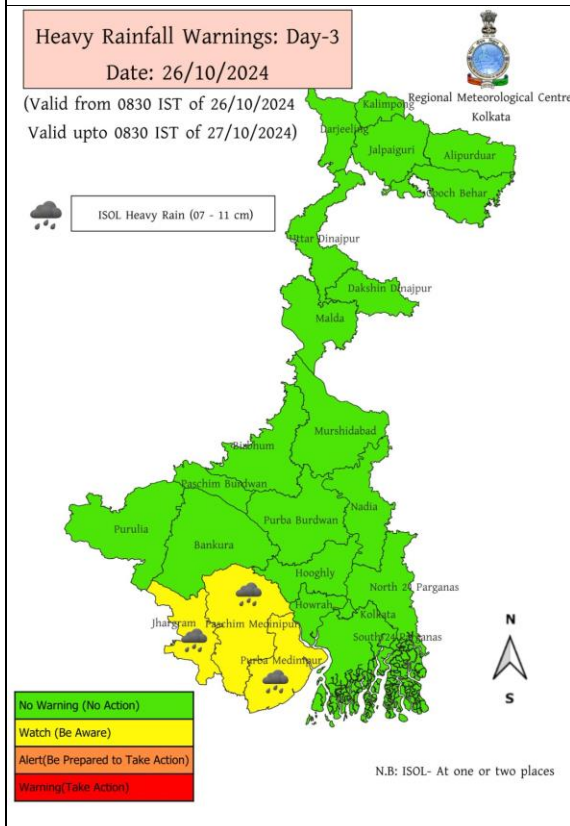 Heavy Rainfall Warnings: Day-3
Date: 26/10/2024
(Valid from 0830 IST of 26/10/2024
Valid upto 0830 IST of 27/10/2024)
Regional Meteorological Centre
Kolkata
ISOL Heavy Rain (07 - 11 cm)
Kalimpong
Darjeeling
Jalpaiguri
Alipurduar
Cooch Behar
Uttar Dinajpur
Dakshin Dinajpur
Malda
Murshidabad
Birbhum
Paschim Burdwan
Purba Burdwan
Nadia
Purulia
Bankura
Hooghly
North 24 Parganas
Howrah
Kolkata
Jhargram
Paschim Medinipur
South 24 Parganas
Purba Medinipur
N
S
No Warning (No Action)
Watch (Be Aware)
Alert(Be Prepared to Take Action)
Warning(Take Action)
N.B: ISOL- At one or two places